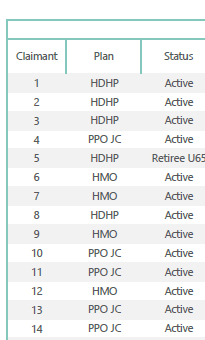 Claimant Plan Status
1 HDHP Active
2 HDHP Active
3 HDHP Active
4 PPO JC Active
5 HDHP Retiree U65
6 HMO Active
7 HMO Active
8 HDHP Active
9 HMO Active
10 PPO JC Active
11 PPO JC Active
12 HMO Active
13 PPO JC Active
14 PPO JC Active